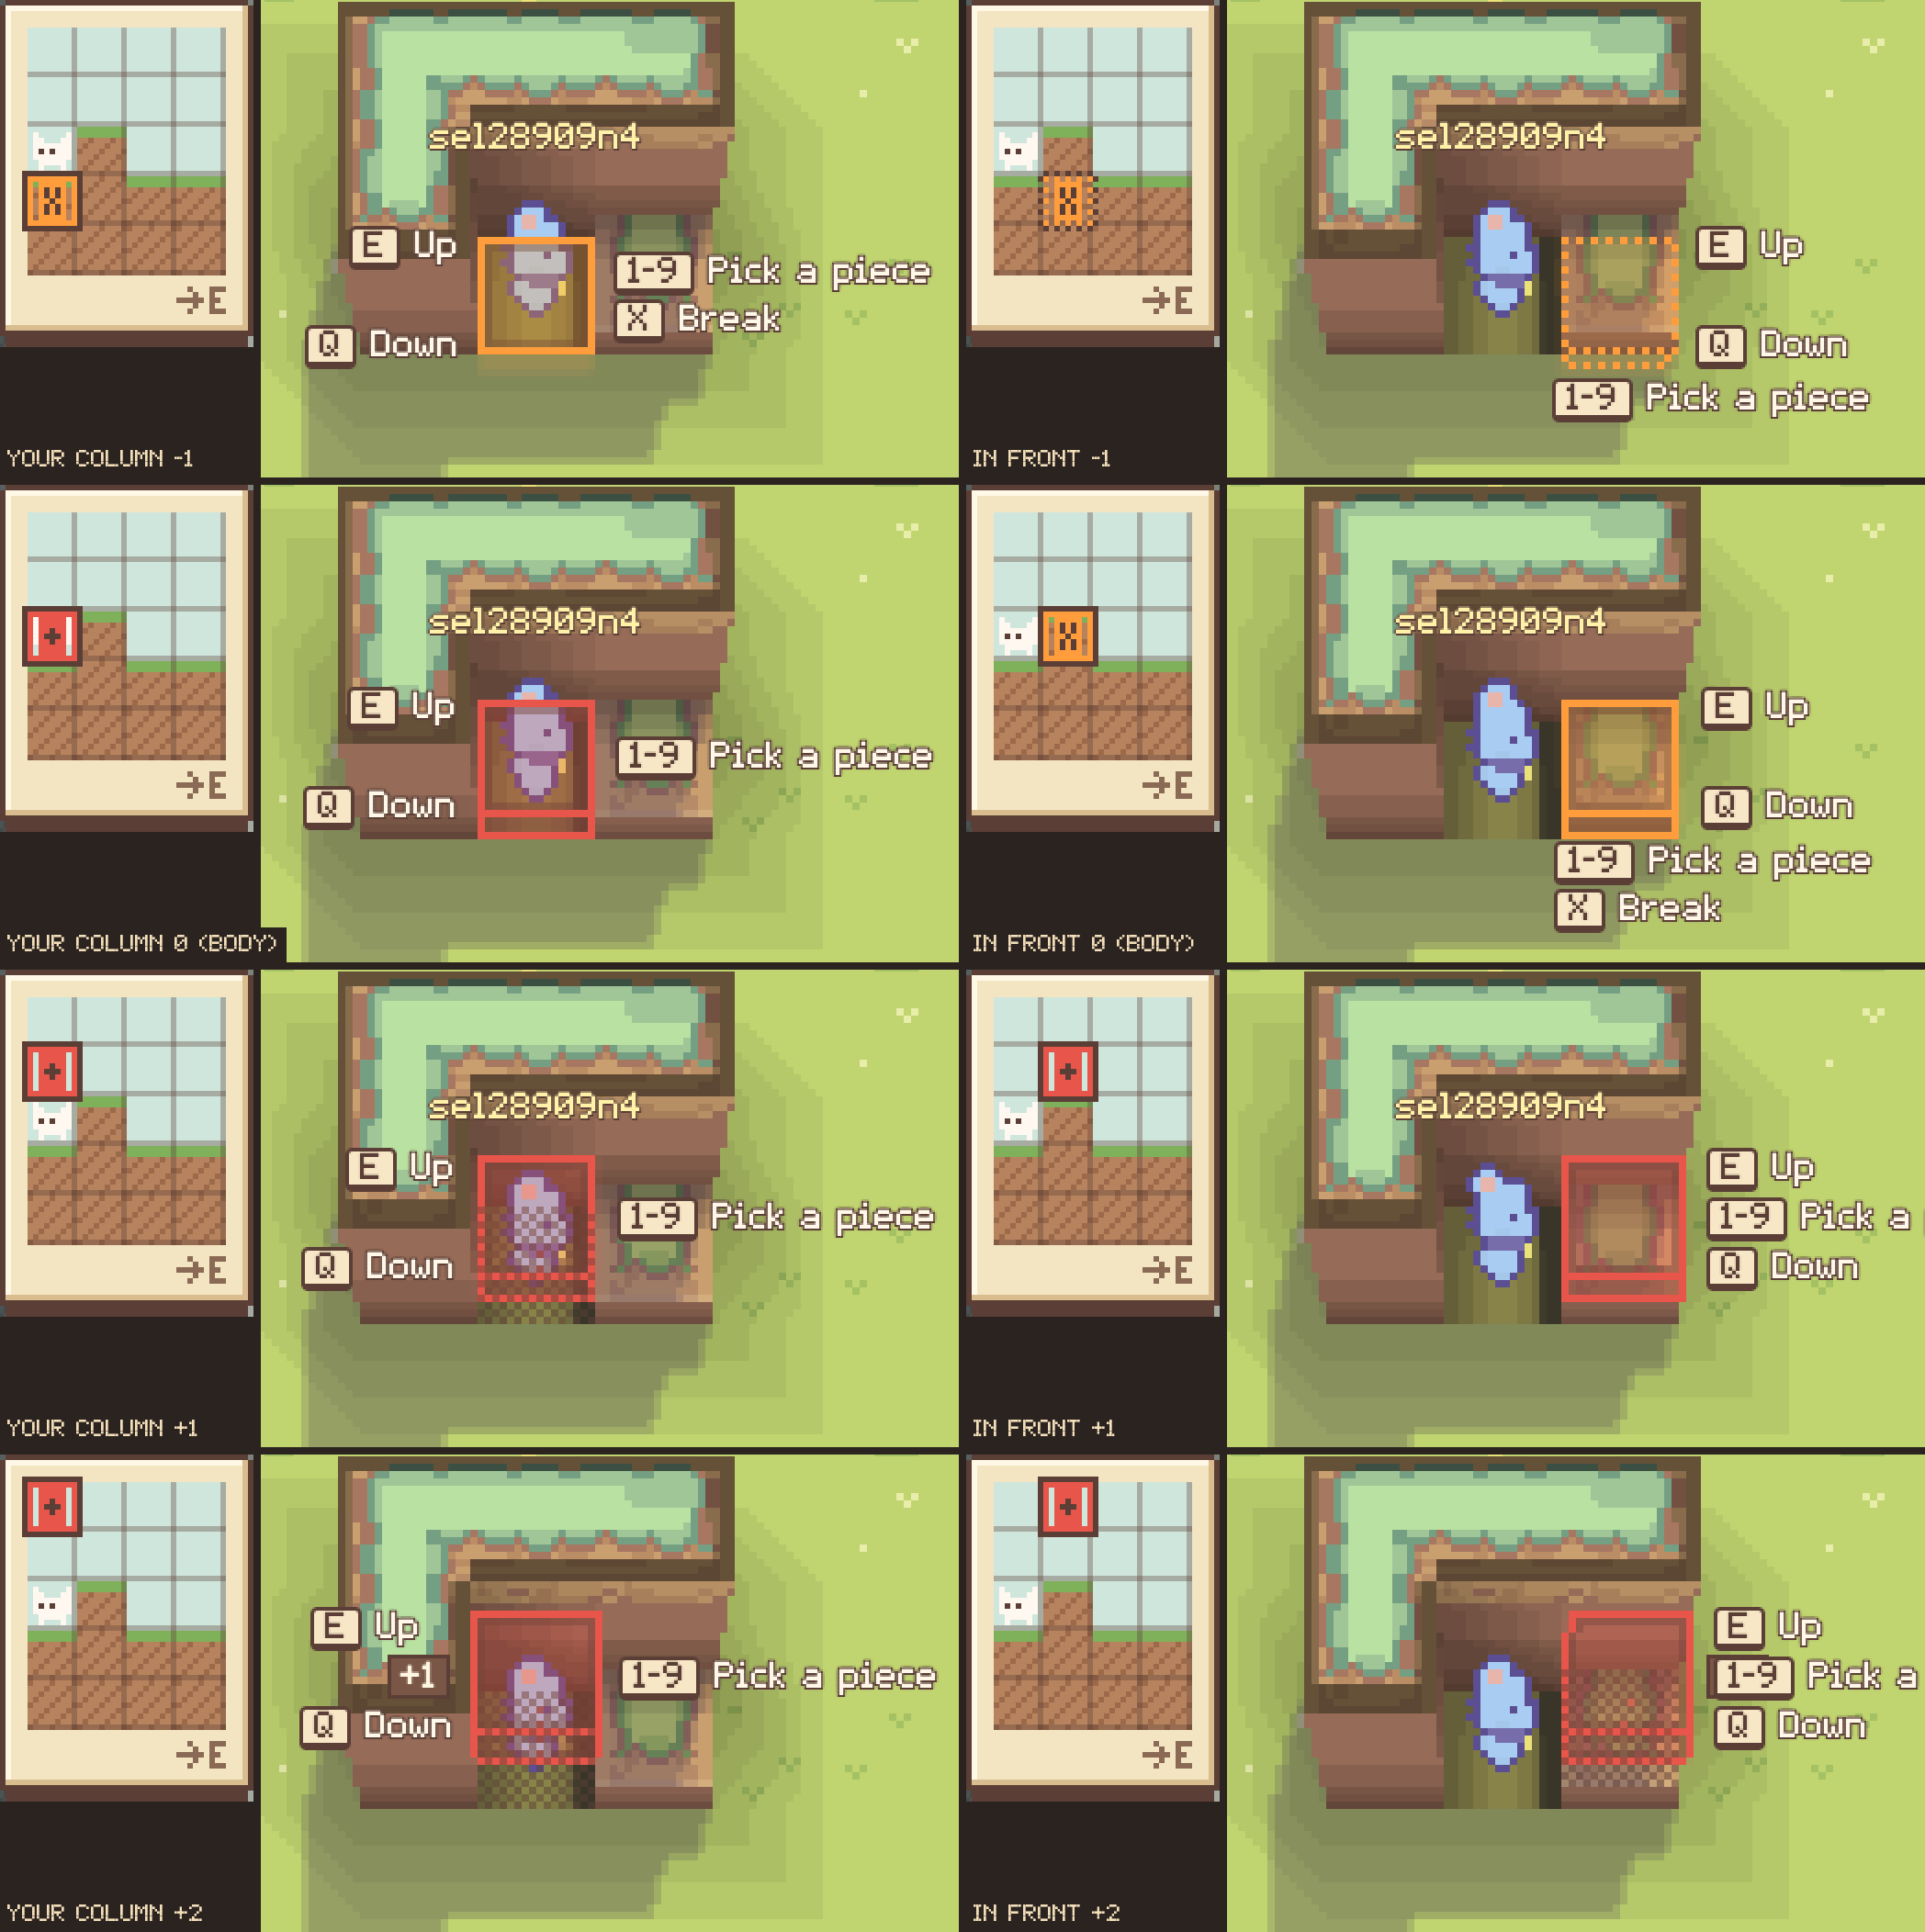 sel28909n4
E Up
1-9 Pick a piece
X Break
Q Down
X
→E
YOUR COLUMN -1
sel28909n4
E Up
Q Down
1-9 Pick a piece
X
→E
IN FRONT -1
sel28909n4
E Up
1-9 Pick a piece
Q Down
+
→E
YOUR COLUMN 0 (BODY)
sel28909n4
E Up
Q Down
1-9 Pick a piece
X Break
X
→E
IN FRONT 0 (BODY)
sel28909n4
E Up
1-9 Pick a piece
Q Down
+
→E
YOUR COLUMN +1
sel28909n4
E Up
1-9 Pick a
Q Down
+
→E
IN FRONT +1
+
E Up
+1
1-9 Pick a piece
Q Down
→E
YOUR COLUMN +2
+
E Up
1-9 Pick a
Q Down
→E
IN FRONT +2